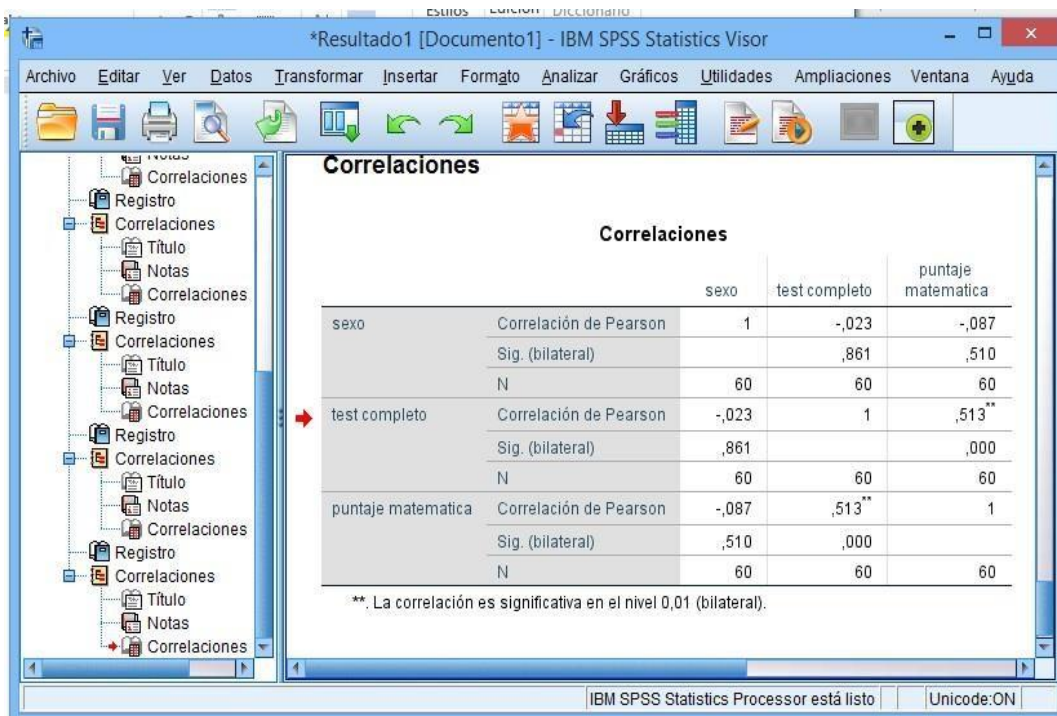 Estilos Edición Diccionario
*Resultado1 [Documento1] - IBM SPSS Statistics Visor
Archivo Editar Ver Datos Transformar Insertar Formato Analizar Gráficos Utilidades Ampliaciones Ventana Ayuda
Notas
Correlaciones
Registro
Correlaciones
Título
Notas
Correlaciones
Registro
Correlaciones
Título
Notas
Correlaciones
Registro
Correlaciones
Título
Notas
Correlaciones
Registro
Correlaciones
Título
Notas
Correlaciones
Correlaciones
Correlaciones
sexo test completo puntaje matematica
sexo Correlación de Pearson 1 -,023 -,087
Sig. (bilateral) ,861 ,510
N 60 60 60
test completo Correlación de Pearson -,023 1 ,513**
Sig. (bilateral) ,861 ,000
N 60 60 60
puntaje matematica Correlación de Pearson -,087 ,513** 1
Sig. (bilateral) ,510 ,000
N 60 60 60
**. La correlación es significativa en el nivel 0,01 (bilateral).
IBM SPSS Statistics Processor está listo Unicode:ON